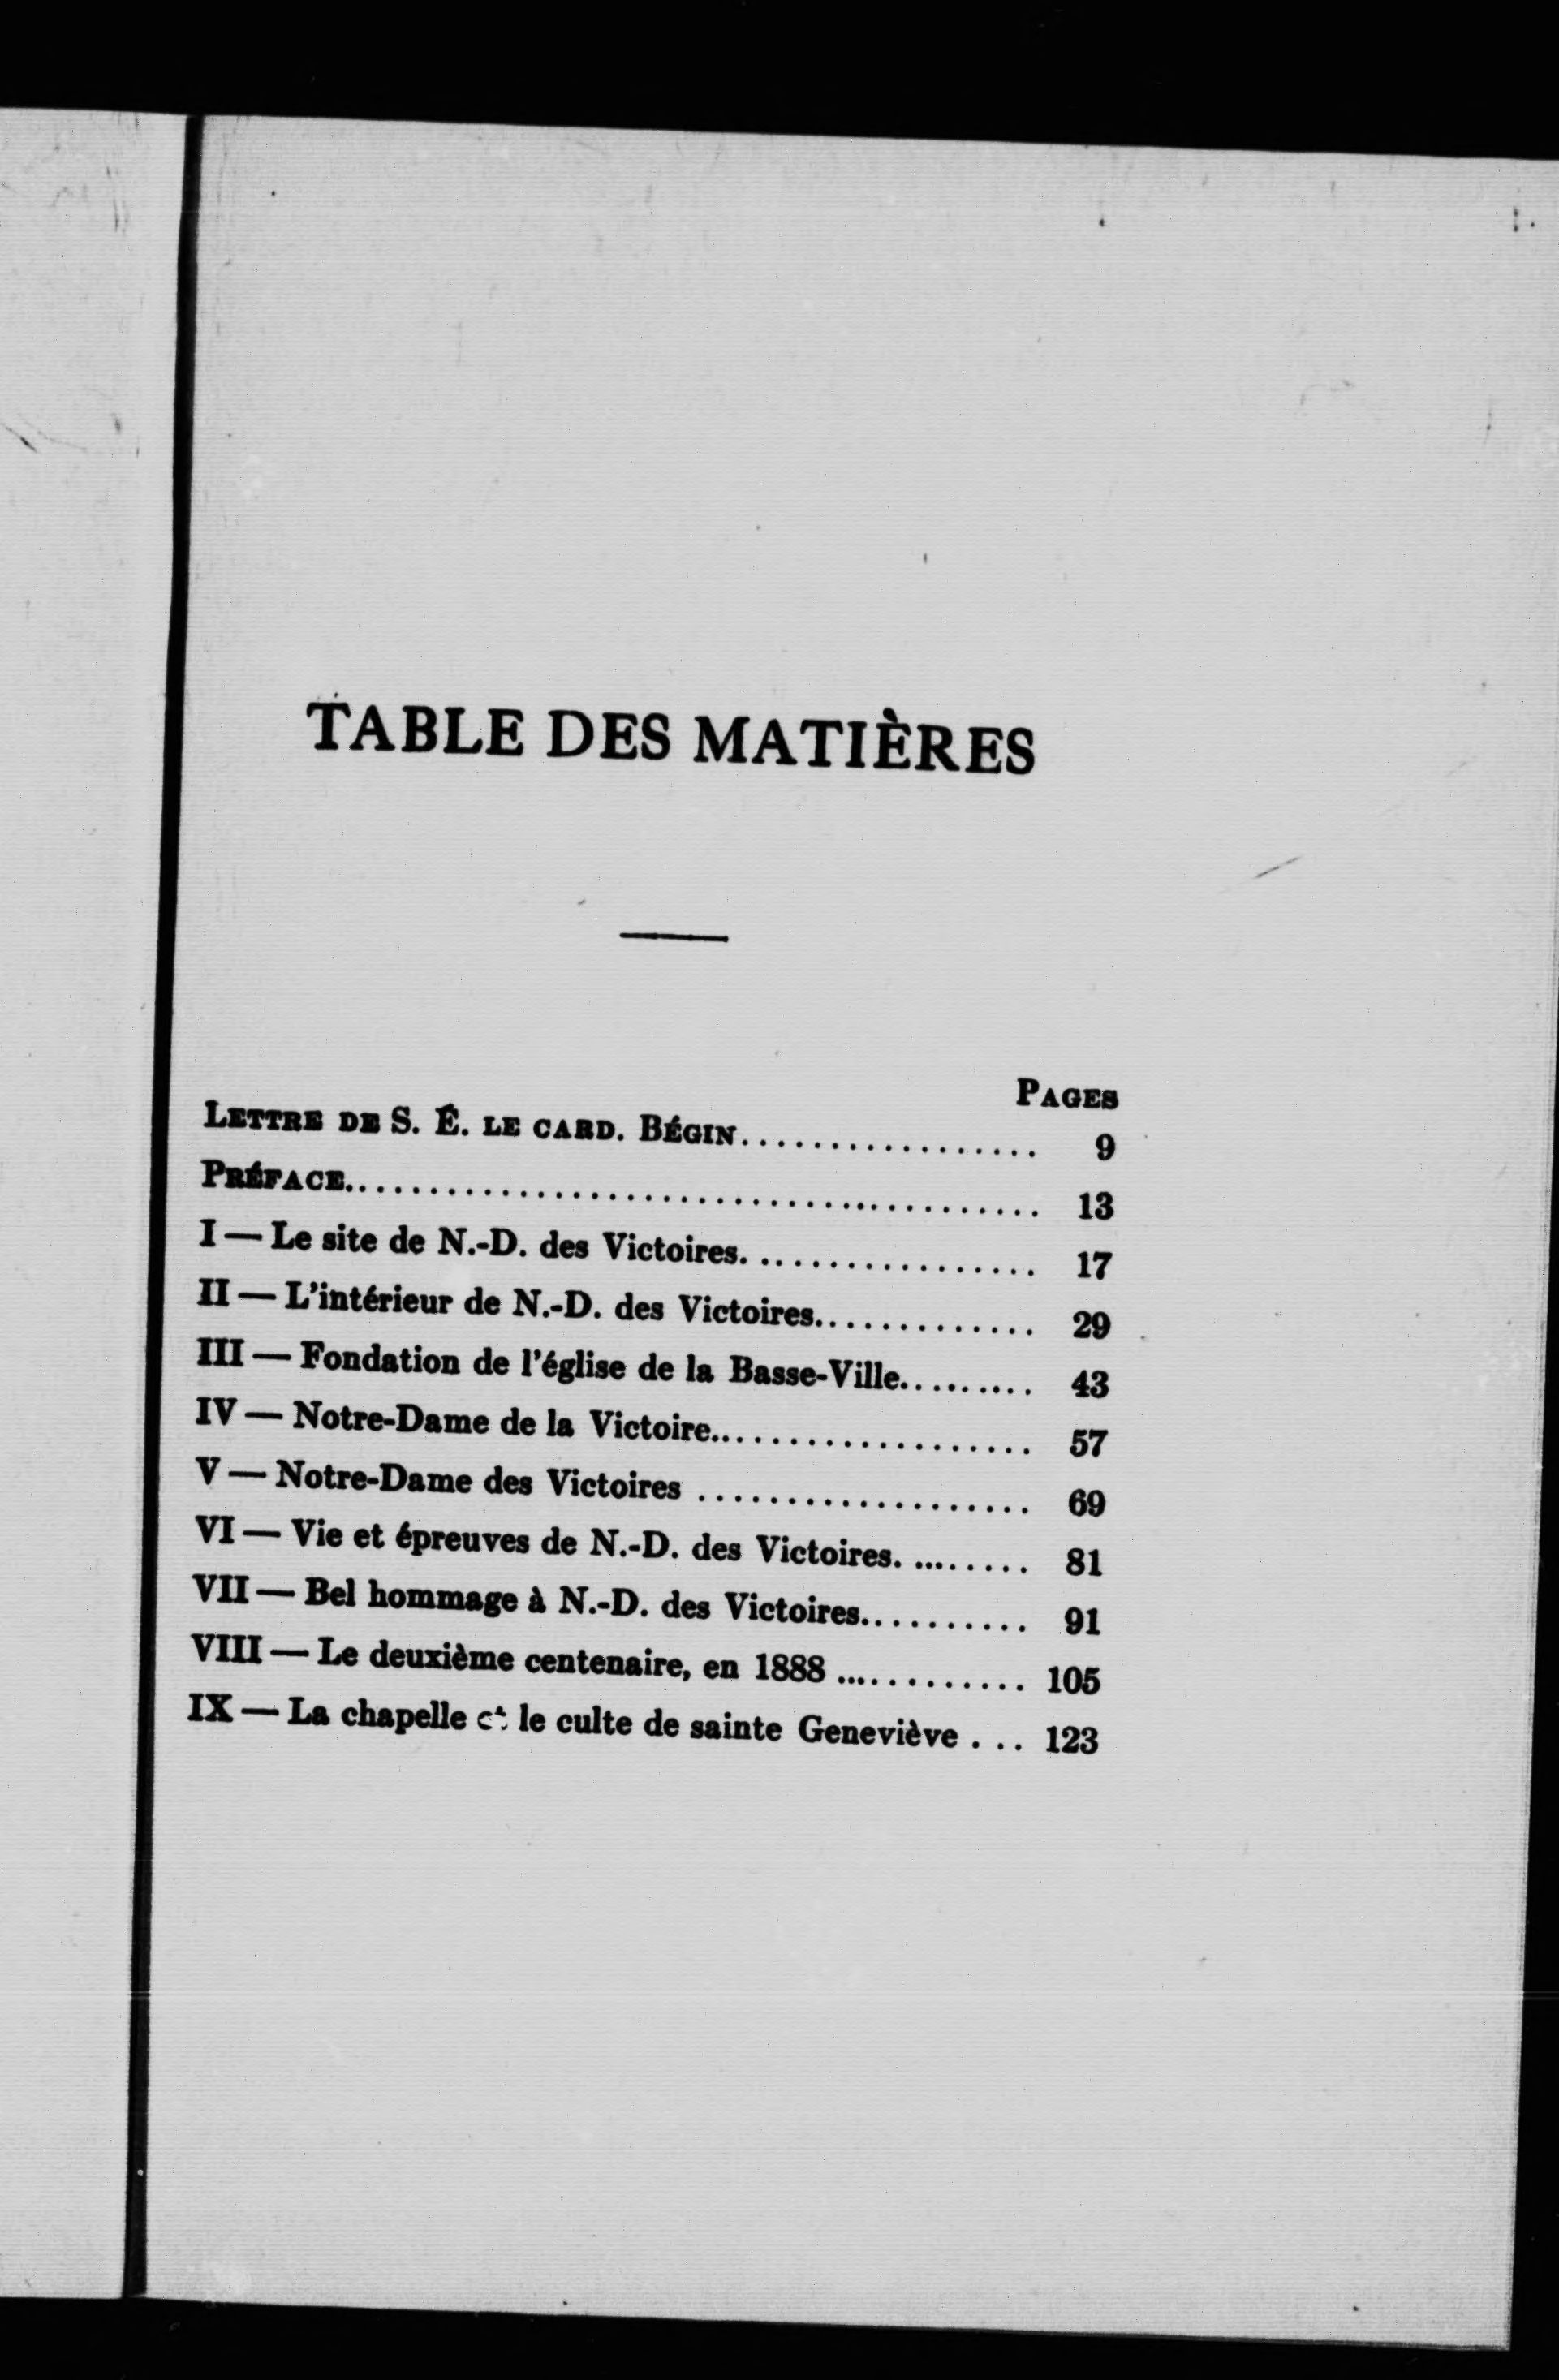 TABLE DES MATIÈRES
PAGES
LETTRE DE S. É. LE CARD. BÉGIN................. 9
PRÉFACE....................................... 13
I — Le site de N.-D. des Victoires. ................ 17
II — L'intérieur de N.-D. des Victoires............. 29
III — Fondation de l'église de la Basse-Ville......... 43
IV — Notre-Dame de la Victoire................... 57
V — Notre-Dame des Victoires ................... 69
VI — Vie et épreuves de N.-D. des Victoires. ........ 81
VII — Bel hommage à N.-D. des Victoires.......... 91
VIII — Le deuxième centenaire, en 1888 ............ 105
IX — La chapelle et le culte de sainte Geneviève . .. 123